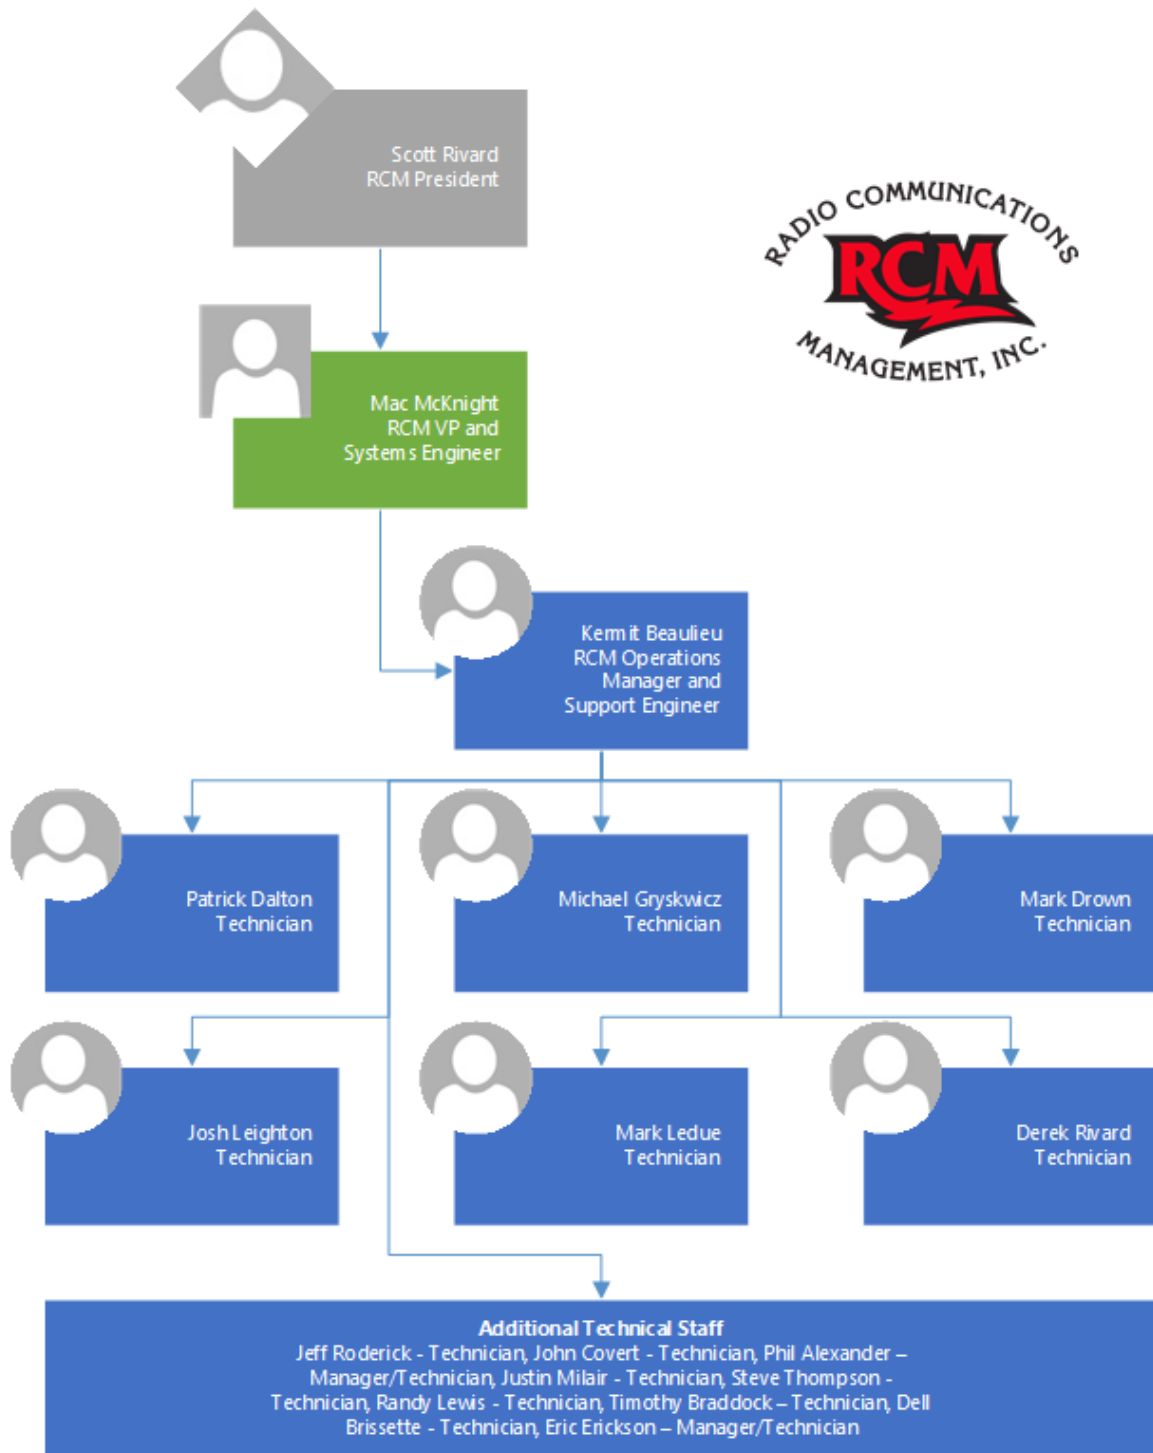 Scott Rivard
RCM President
RADIO COMMUNICATIONS
RCM
MANAGEMENT, INC.
Mac McKnight
RCM VP and
Systems Engineer
Kermit Beaulieu
RCM Operations
Manager and
Support Engineer
Patrick Dalton
Technician
Michael Gryskwicz
Technician
Mark Drown
Technician
Josh Leighton
Technician
Mark Ledue
Technician
Derek Rivard
Technician
Additional Technical Staff
Jeff Roderick - Technician, John Covert - Technician, Phil Alexander –
Manager/Technician, Justin Milair - Technician, Steve Thompson -
Technician, Randy Lewis - Technician, Timothy Braddock – Technician, Dell
Brissette - Technician, Eric Erickson – Manager/Technician